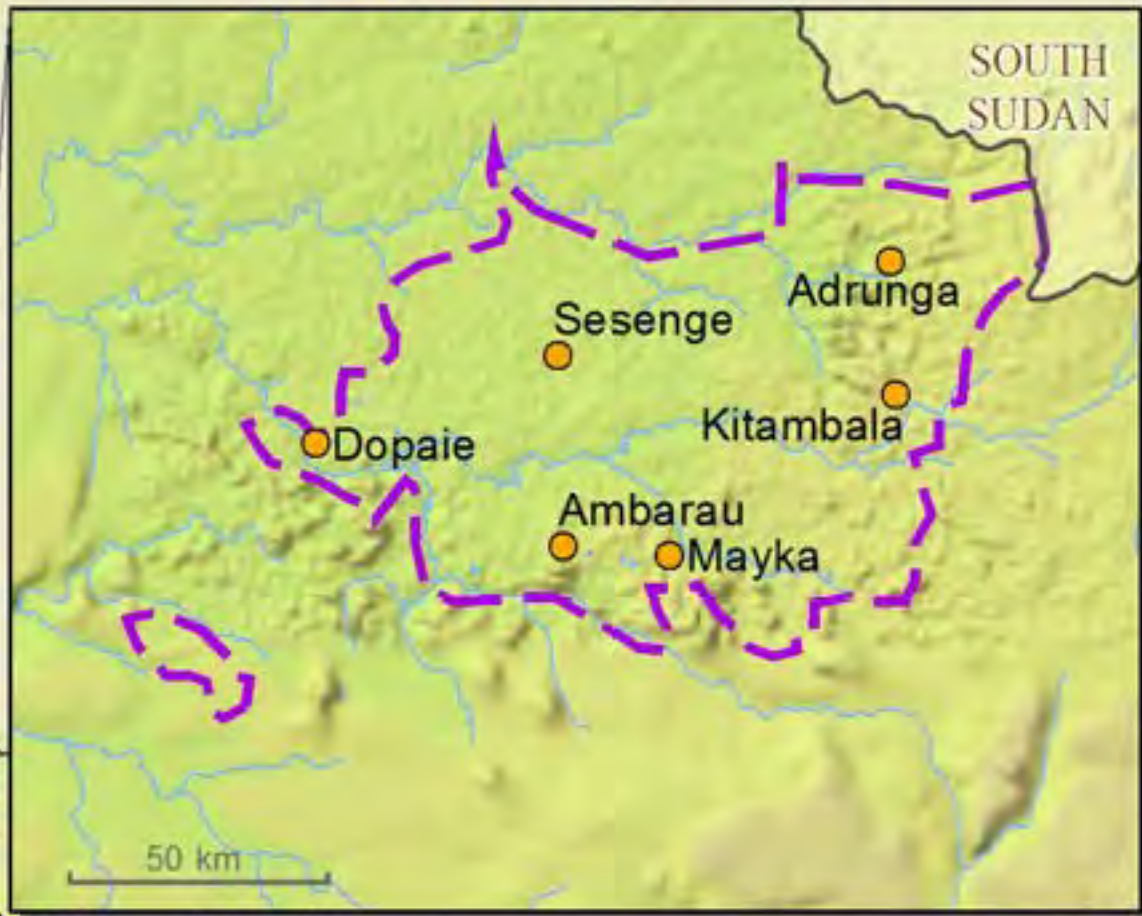 SOUTH
SUDAN
Adrunga
Sesenge
Kitambala
Dopaie
Ambarau
Mayka
50 km